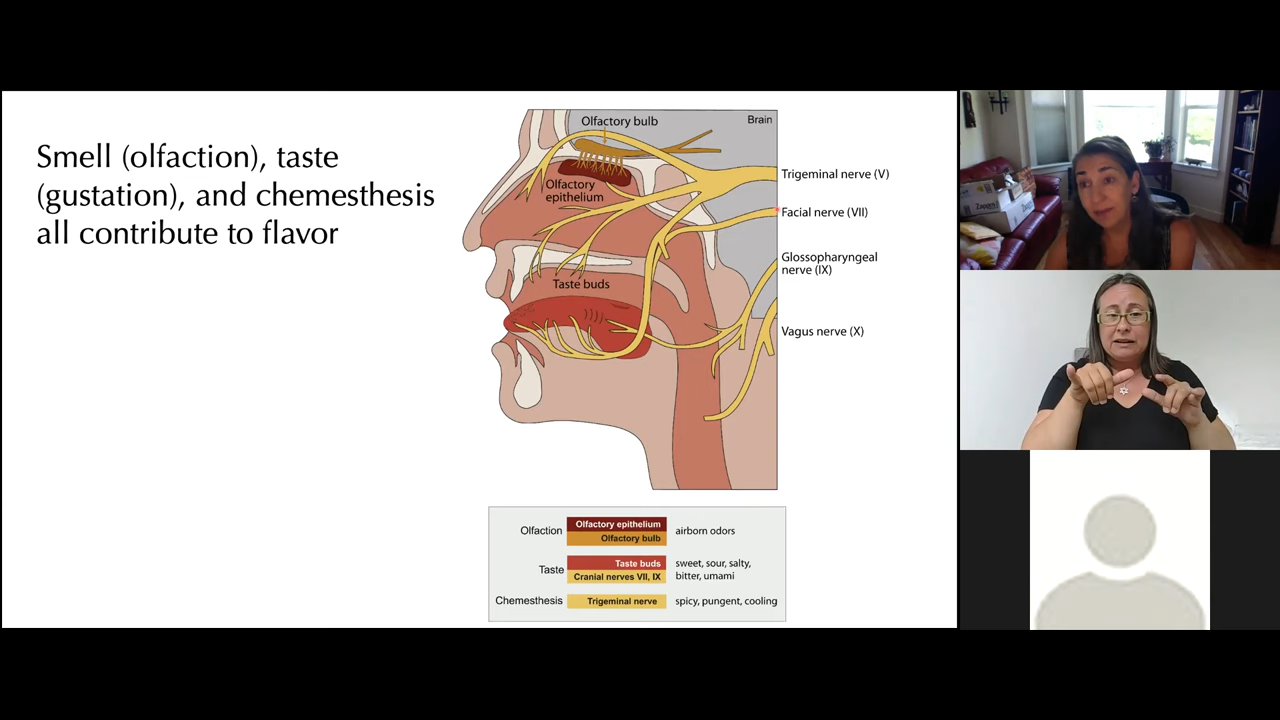 Smell (olfaction), taste
(gustation), and chemesthesis
all contribute to flavor
Olfactory bulb
Brain
Olfactory
epithelium
Trigeminal nerve (V)
Facial nerve (VII)
Glossopharyngeal
nerve (IX)
Taste buds
Vagus nerve (X)
Olfaction
Olfactory epithelium
Olfactory bulb
airborn odors
Taste
Taste buds
Cranial nerves VII, IX
sweet, sour, salty,
bitter, umami
Chemesthesis
Trigeminal nerve
spicy, pungent, cooling